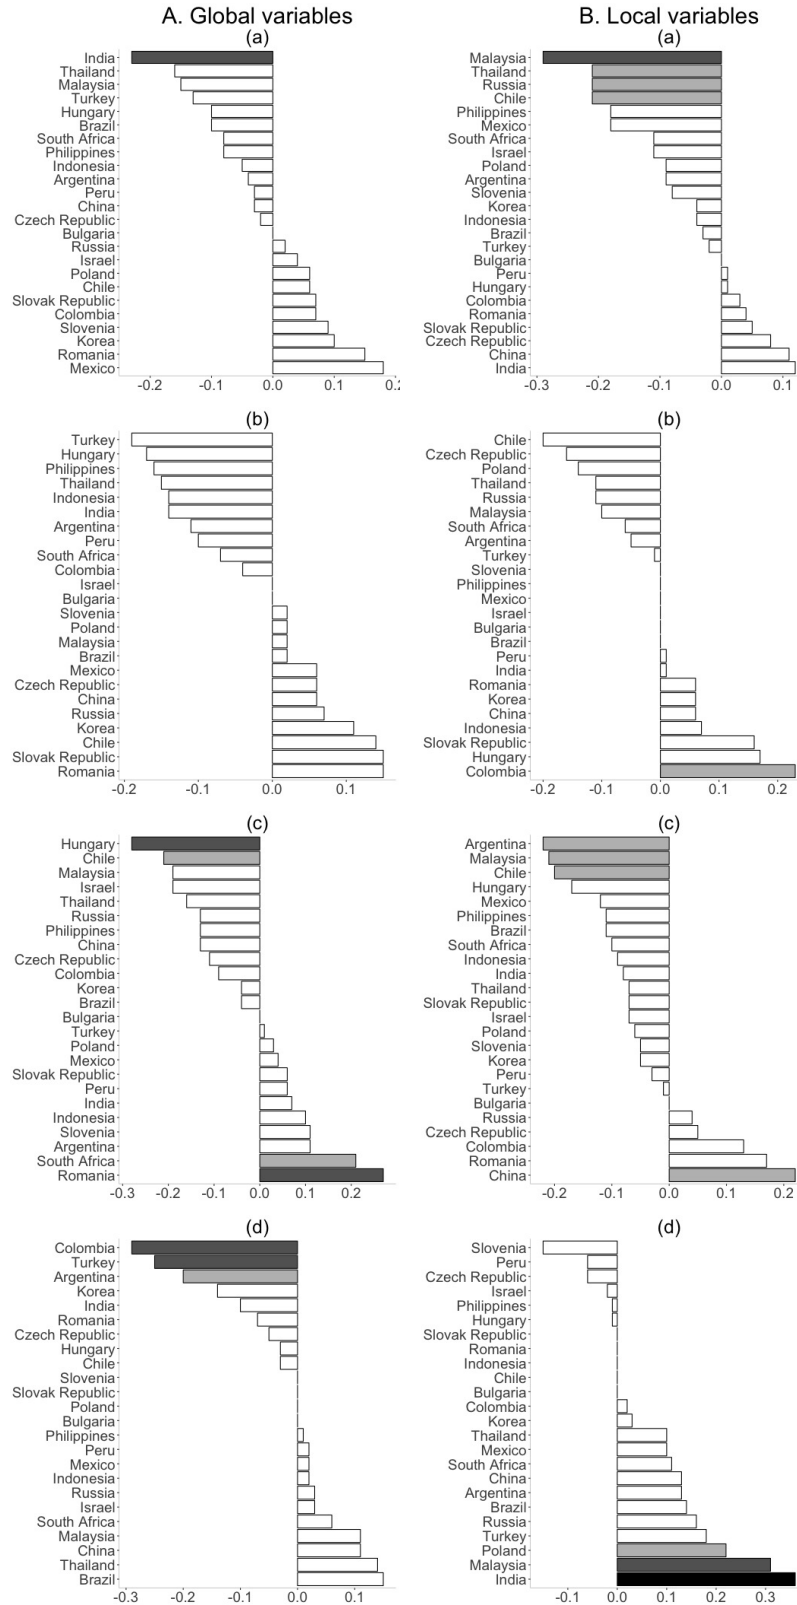 A. Global variables
(a)
India
Thailand
Malaysia
Turkey
Hungary
Brazil
South Africa
Philippines
Indonesia
Argentina
Peru
China
Czech Republic
Bulgaria
Russia
Israel
Poland
Chile
Slovak Republic
Colombia
Slovenia
Korea
Romania
Mexico
-0.2 -0.1 0.0 0.1
(b)
Turkey
Hungary
Philippines
Thailand
Indonesia
India
Argentina
Peru
South Africa
Colombia
Israel
Bulgaria
Slovenia
Poland
Malaysia
Brazil
Mexico
Czech Republic
China
Russia
Korea
Chile
Slovak Republic
Romania
-0.2 -0.1 0.0 0.1
(c)
Hungary
Chile
Malaysia
Israel
Thailand
Russia
Philippines
China
Czech Republic
Colombia
Korea
Brazil
Bulgaria
Turkey
Poland
Mexico
Slovak Republic
Peru
India
Indonesia
Slovenia
Argentina
South Africa
Romania
-0.3 -0.2 -0.1 0.0 0.1 0.2
(d)
Colombia
Turkey
Argentina
Korea
India
Romania
Czech Republic
Hungary
Chile
Slovenia
Slovak Republic
Poland
Bulgaria
Philippines
Peru
Mexico
Indonesia
Russia
Israel
South Africa
Malaysia
China
Thailand
Brazil
-0.3 -0.2 -0.1 0.0 0.1
B. Local variables
(a)
Malaysia
Thailand
Russia
Chile
Philippines
Mexico
South Africa
Israel
Poland
Argentina
Slovenia
Korea
Indonesia
Brazil
Turkey
Bulgaria
Peru
Hungary
Colombia
Romania
Slovak Republic
Czech Republic
China
India
-0.3 -0.2 -0.1 0.0 0.1
(b)
Chile
Czech Republic
Poland
Thailand
Russia
Malaysia
South Africa
Argentina
Turkey
Slovenia
Philippines
Mexico
Israel
Bulgaria
Brazil
Peru
India
Romania
Korea
China
Indonesia
Slovak Republic
Hungary
Colombia
-0.2 -0.1 0.0 0.1 0.2
(c)
Argentina
Malaysia
Chile
Hungary
Mexico
Philippines
Brazil
South Africa
Indonesia
India
Thailand
Slovak Republic
Israel
Poland
Slovenia
Korea
Peru
Turkey
Bulgaria
Russia
Czech Republic
Colombia
Romania
China
-0.2 -0.1 0.0 0.1 0.2
(d)
Slovenia
Peru
Czech Republic
Israel
Philippines
Hungary
Slovak Republic
Romania
Indonesia
Chile
Bulgaria
Colombia
Korea
Thailand
Mexico
South Africa
China
Argentina
Brazil
Russia
Turkey
Poland
Malaysia
India
-0.1 0.0 0.1 0.2 0.3